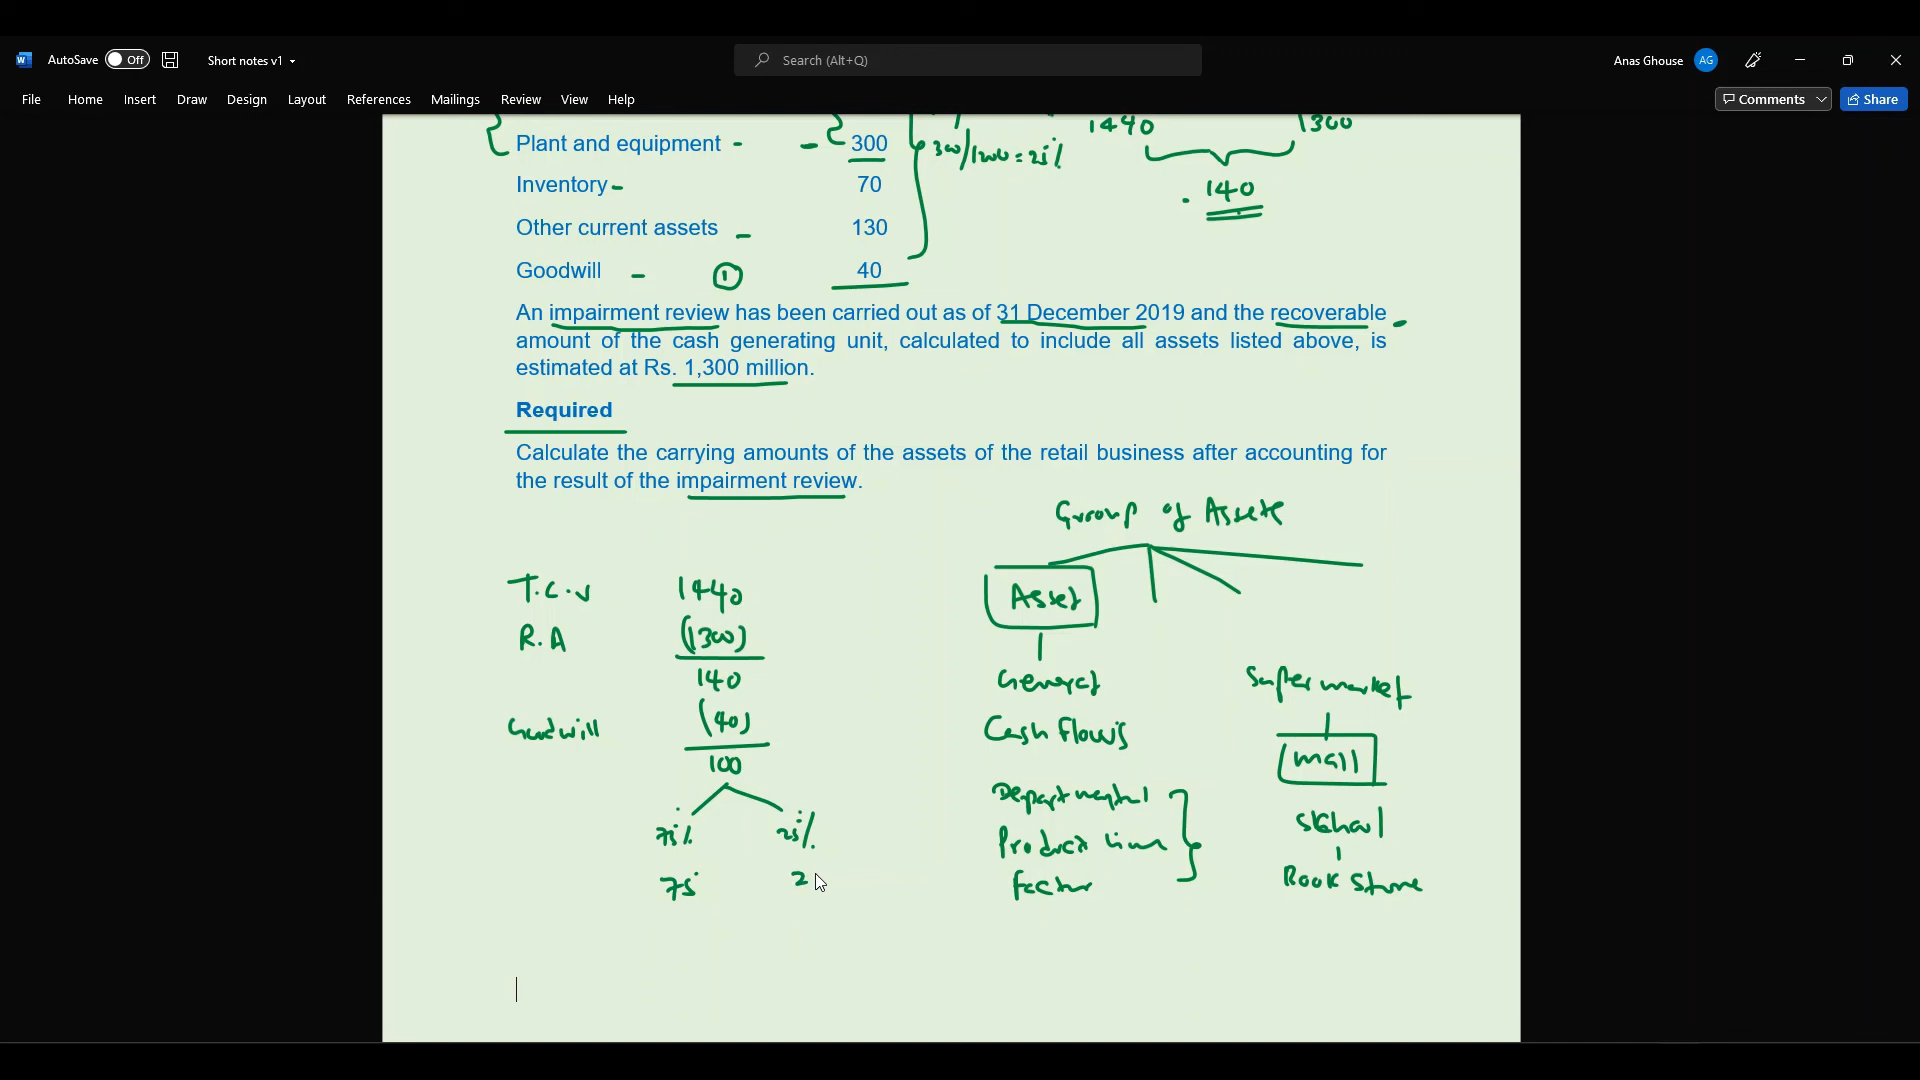 AutoSave Off Short notes v1 Search (Alt+Q) Anas Ghouse AG
File Home Insert Draw Design Layout References Mailings Review View Help Comments Share
1440 1300
Plant and equipment - - 300 300/1200 = 25%
Inventory - 70 140
Other current assets - 130
Goodwill - 1 40
An impairment review has been carried out as of 31 December 2019 and the recoverable
amount of the cash generating unit, calculated to include all assets listed above, is
estimated at Rs. 1,300 million.
Required
Calculate the carrying amounts of the assets of the retail business after accounting for
the result of the impairment review.
Group of Assets
T.C.V 1440 Asset
R.A (1300)
140 Generat Super market
Goodwill (40) Cash Flows mall
100
75% 25% Departmental
Product line
75 2 Book Store